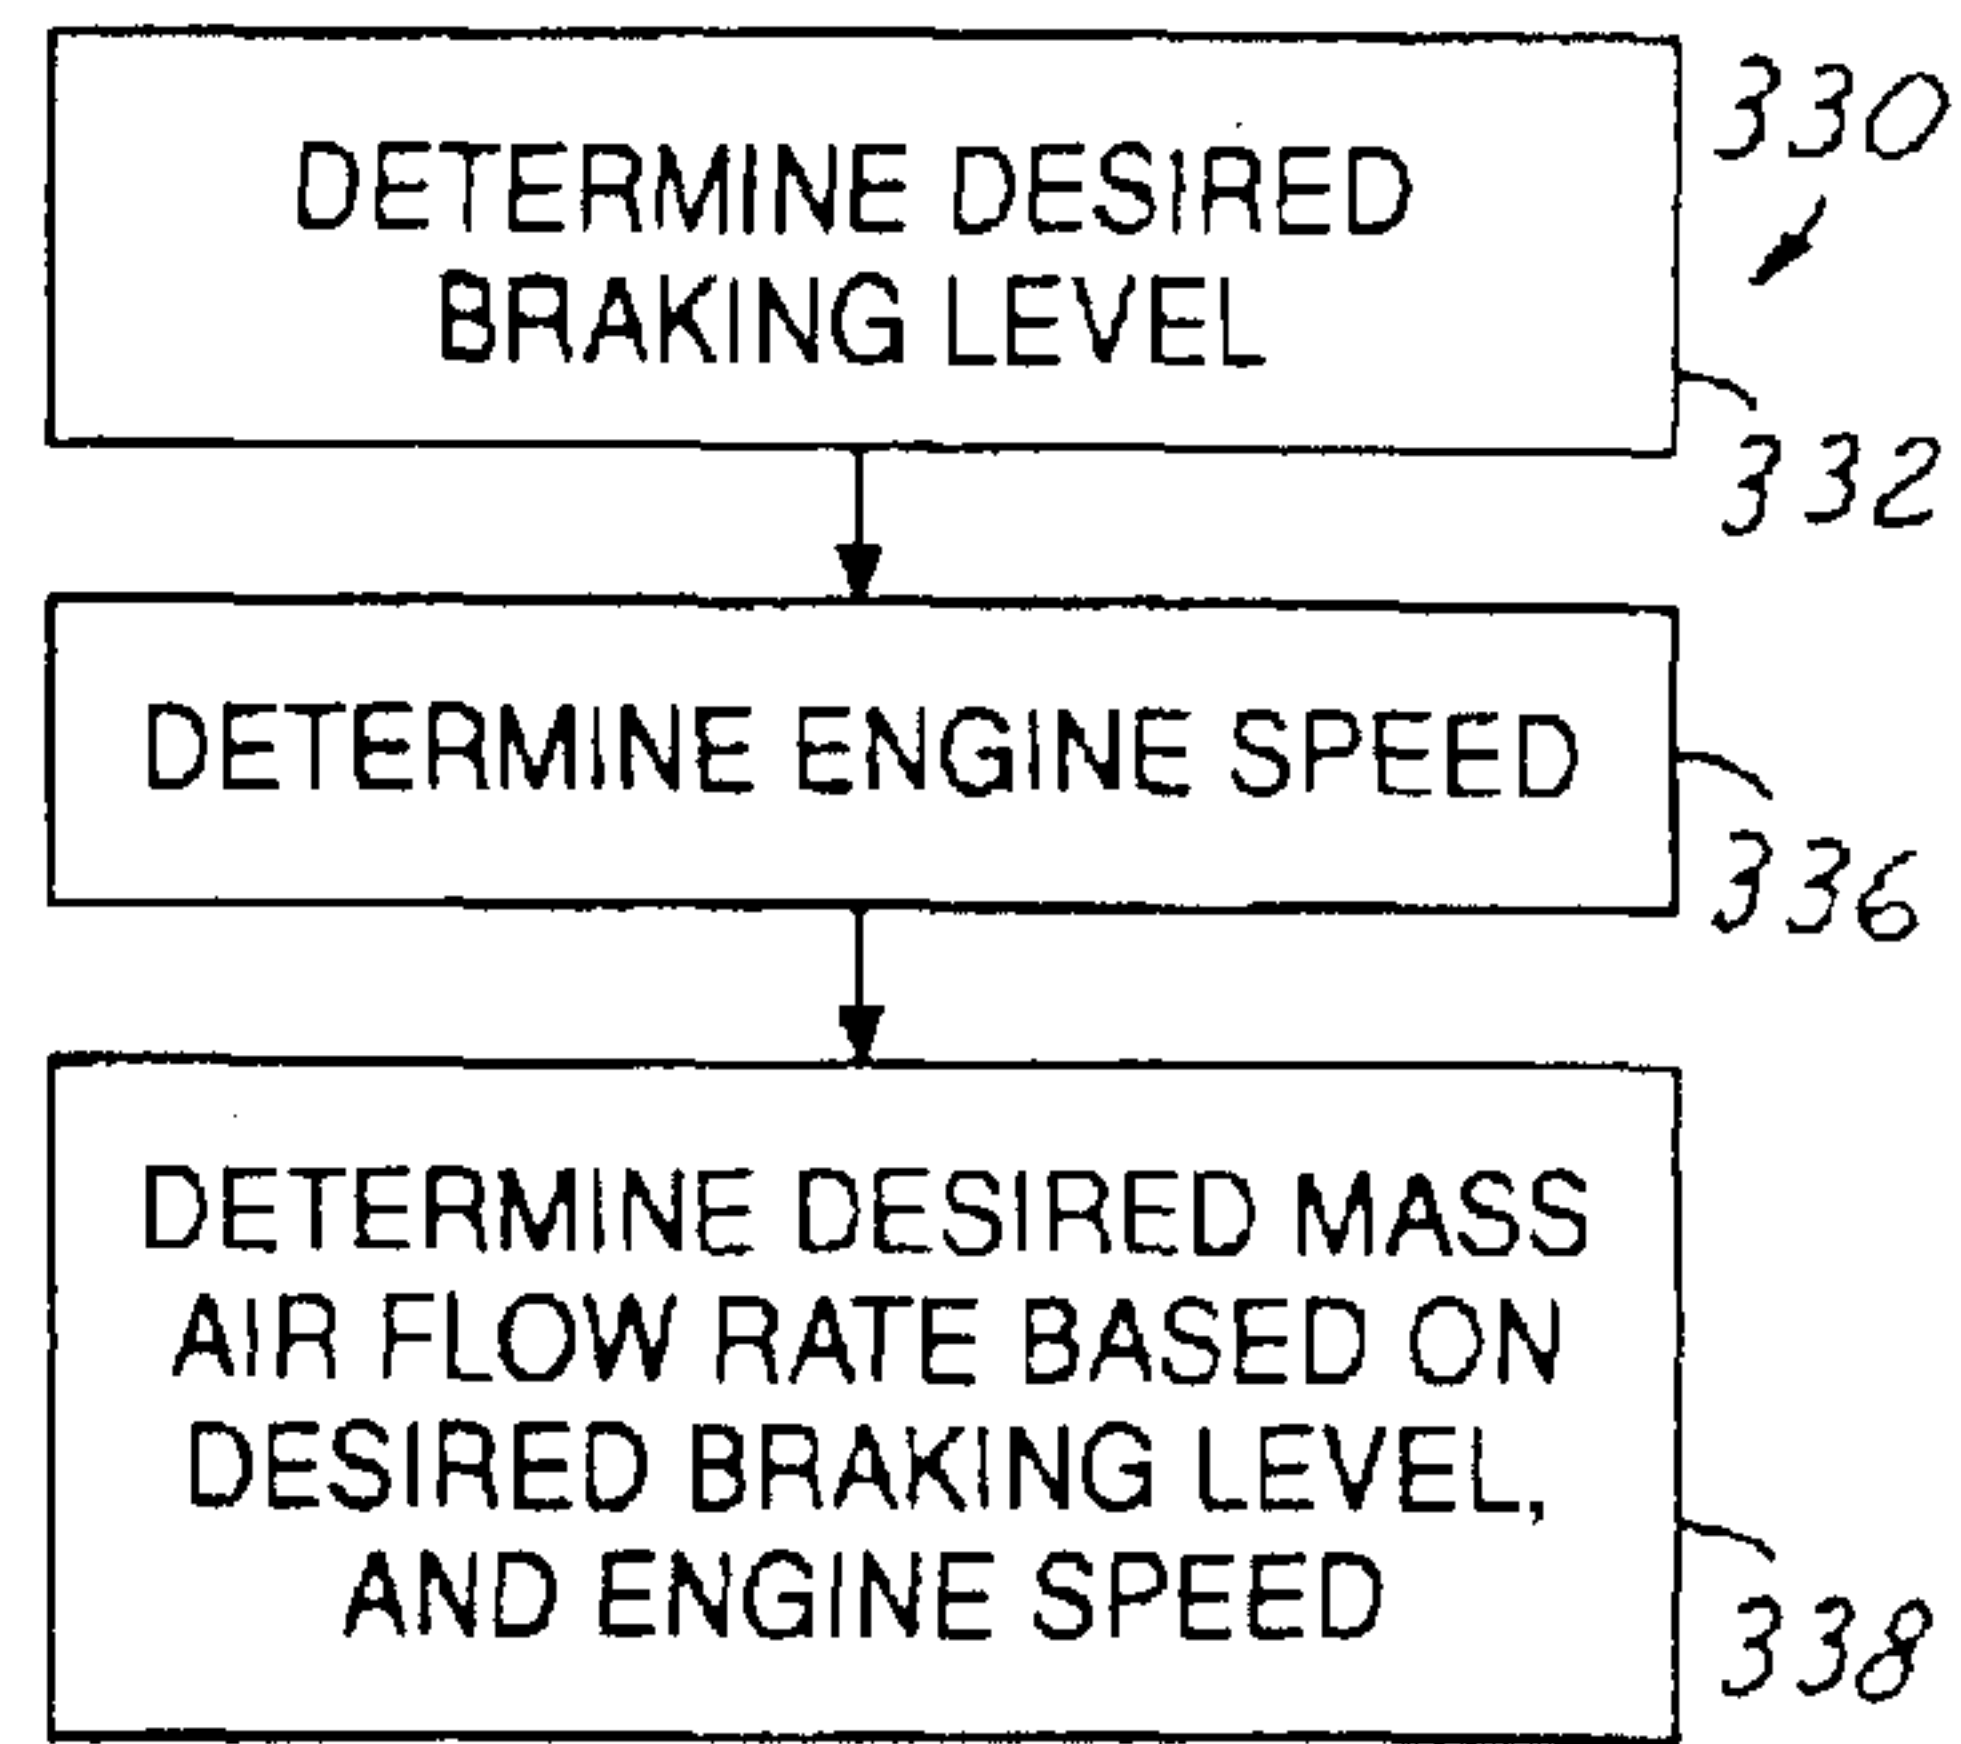 DETERMINE DESIRED
BRAKING LEVEL
330
332
DETERMINE ENGINE SPEED
336
DETERMINE DESIRED MASS
AIR FLOW RATE BASED ON
DESIRED BRAKING LEVEL,
AND ENGINE SPEED
338